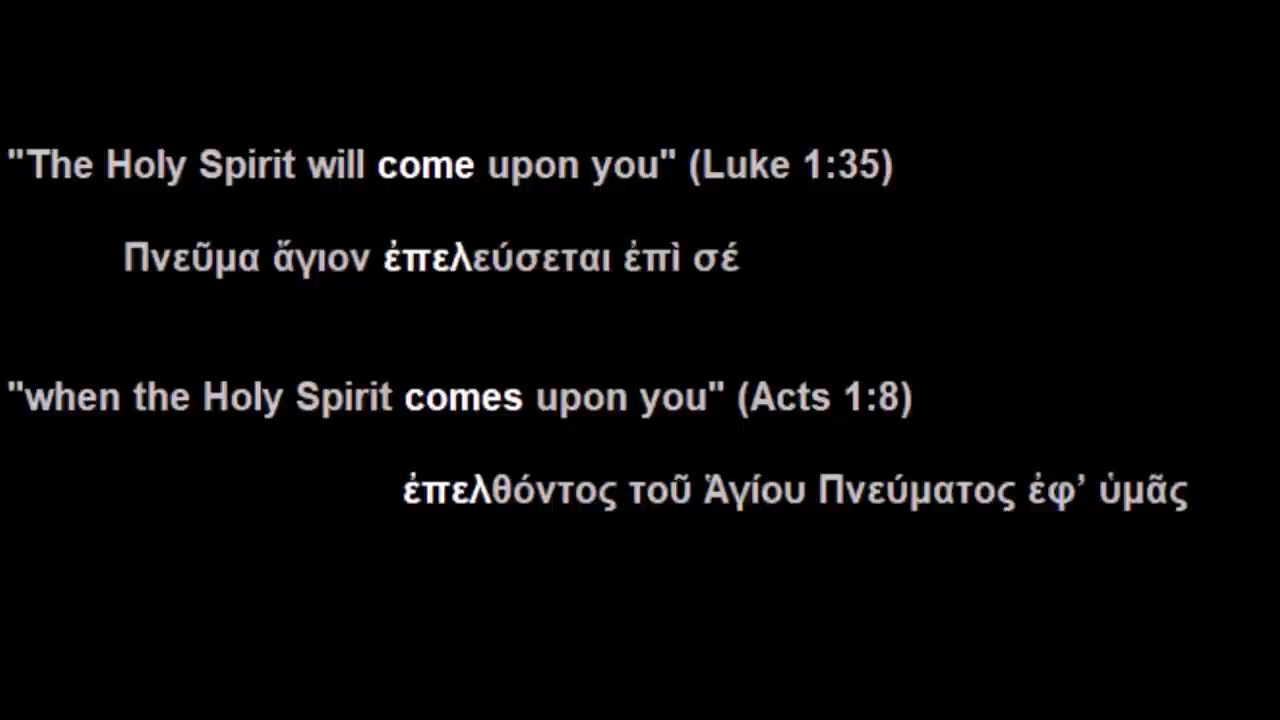 "The Holy Spirit will come upon you" (Luke 1:35)
Πνεῦμα ἅγιον ἐπελεύσεται ἐπὶ σέ
"when the Holy Spirit comes upon you" (Acts 1:8)
ἐπελθόντος τοῦ Ἁγίου Πνεύματος ἐφ’ ὑμᾶς